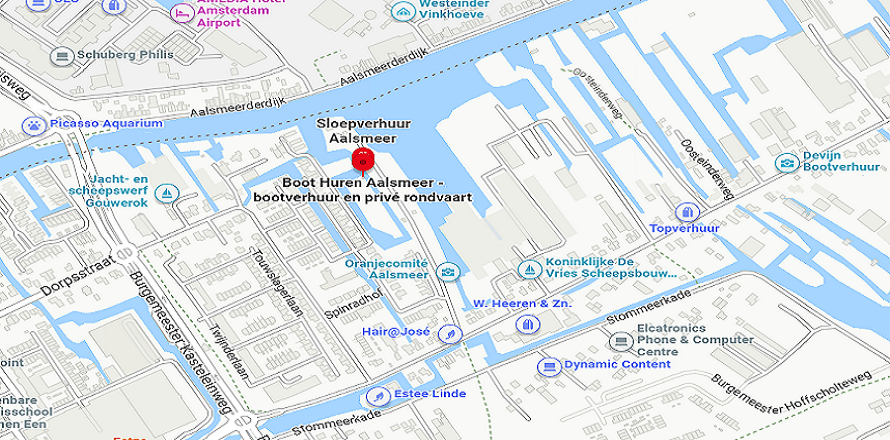 AMEDIA Hotel
Amsterdam
Airport
Westeinder
Vinkhoeve
Schuberg Philis
Aalsmeerderdijk
Aalsmeerderdijk
Oosteinderweg
Picasso Aquarium
Sloepverhuur
Aalsmeer
Oosteinderweg
Devijn
Bootverhuur
Jacht- en
scheepswerf
Gouwerok
Boot Huren Aalsmeer -
bootverhuur en privé rondvaart
Topverhuur
Dorpsstraat
Touwslagerlaan
Oranjecomité
Aalsmeer
Koninklijke De
Vries Scheepsbouw...
Spinradhof
W. Heeren & Zn.
Stommeerkade
Burgemeester Kasteleinweg
Twijnderlaan
Hair@José
Elcatronics
Phone & Computer
Centre
Dynamic Content
Estee Linde
Burgemeester Hoffscholteweg
Stommeerkade